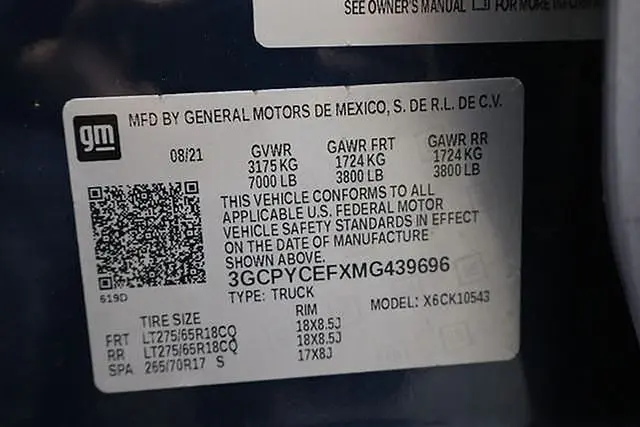 SEE OWNER'S MANUAL FOR MORE
gm
MFD BY GENERAL MOTORS DE MEXICO, S. DE R.L. DE C.V.
08/21 GVWR GAWR FRT GAWR RR
3175 KG 1724 KG 1724 KG
7000 LB 3800 LB 3800 LB
THIS VEHICLE CONFORMS TO ALL
APPLICABLE U.S. FEDERAL MOTOR
VEHICLE SAFETY STANDARDS IN EFFECT
ON THE DATE OF MANUFACTURE
SHOWN ABOVE.
3GCPYCEFXMG439696
619D
TYPE: TRUCK MODEL: X6CK10543
TIRE SIZE RIM
FRT LT275/65R18CQ 18X8.5J
RR LT275/65R18CQ 18X8.5J
SPA 265/70R17 S 17X8J